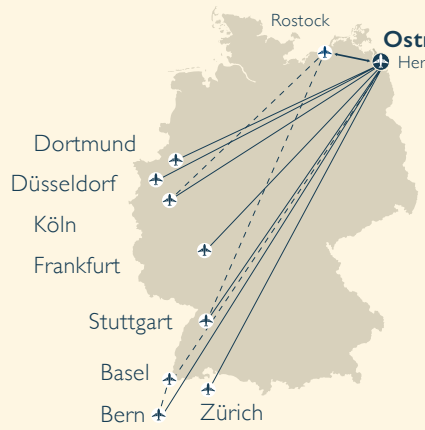 Rostock
Dortmund
Düsseldorf
Köln
Frankfurt
Stuttgart
Basel
Bern
Zürich